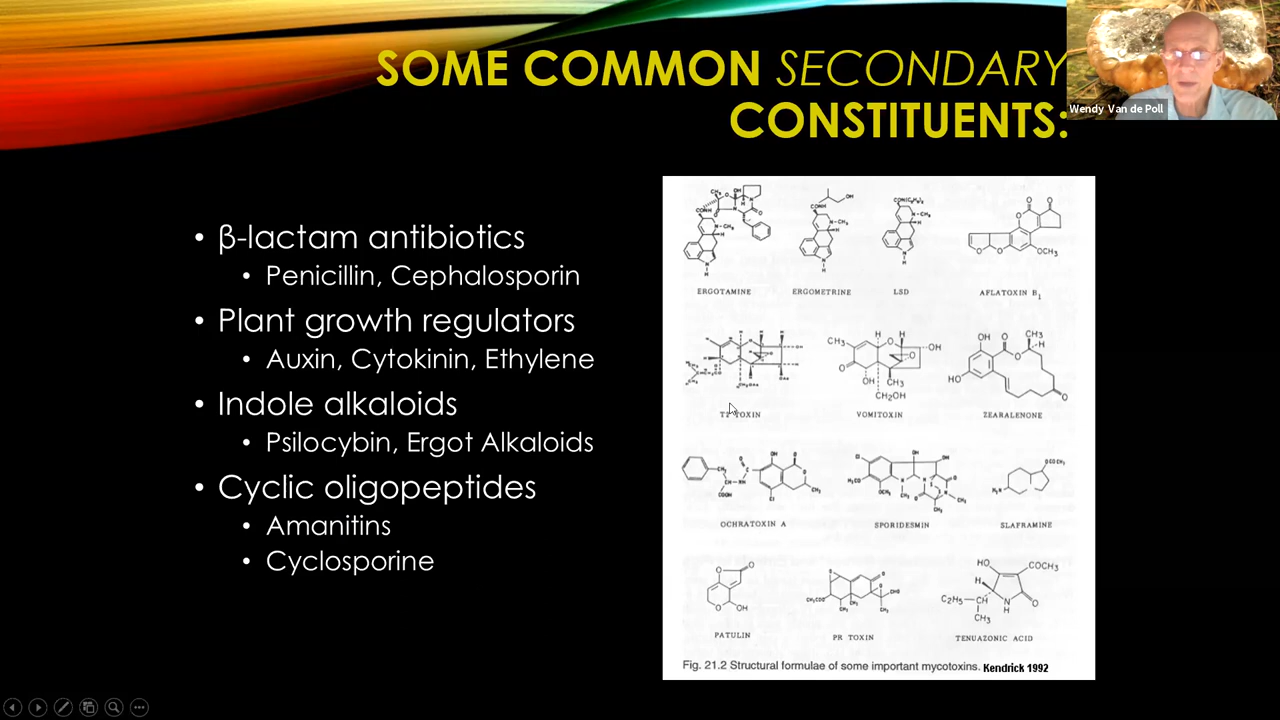 SOME COMMON SECONDARY
CONSTITUENTS:
Wendy Van de Poll
• β-lactam antibiotics
• Penicillin, Cephalosporin
• Plant growth regulators
• Auxin, Cytokinin, Ethylene
• Indole alkaloids
• Psilocybin, Ergot Alkaloids
• Cyclic oligopeptides
• Amanitins
• Cyclosporine
ERGOTAMINE ERGOMETRINE LSD AFLATOXIN B1
TOXIN VOMITOXIN ZEARALENONE
OCHRATOXIN A SPORIDESMIN SLAFRAMINE
PATULIN PR TOXIN TENUAZONIC ACID
Fig. 21.2 Structural formulae of some important mycotoxins. Kendrick 1992